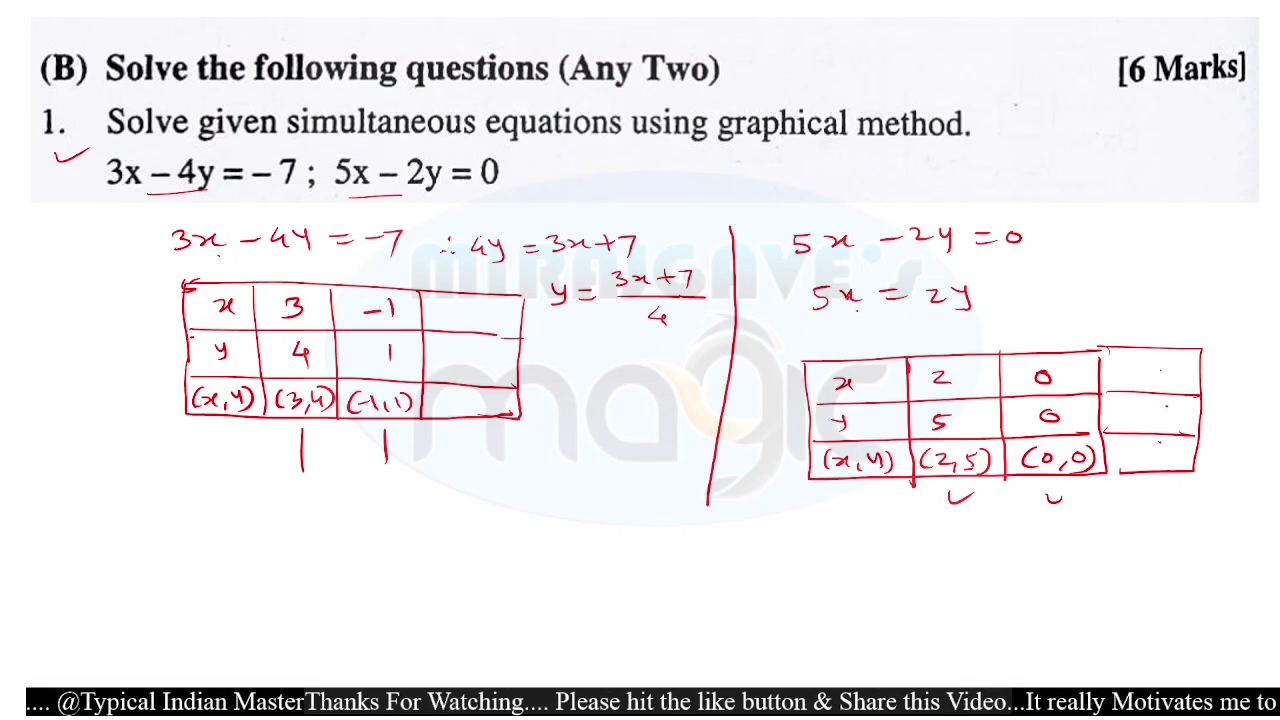 (B) Solve the following questions (Any Two) [6 Marks]
1. Solve given simultaneous equations using graphical method.
3x – 4y = – 7 ; 5x – 2y = 0
3x - 4y = -7 ∴ 4y = 3x+7
y = 3x+7
4
x 3 -1
y 4 1
(x,y) (3,4) (-1,1)
5x - 2y = 0
5x = 2y
x 2 0
y 5 0
(x,y) (2,5) (0,0)
MIRAGAVE's
magic
.... @Typical Indian MasterThanks For Watching.... Please hit the like button & Share this Video...It really Motivates me to